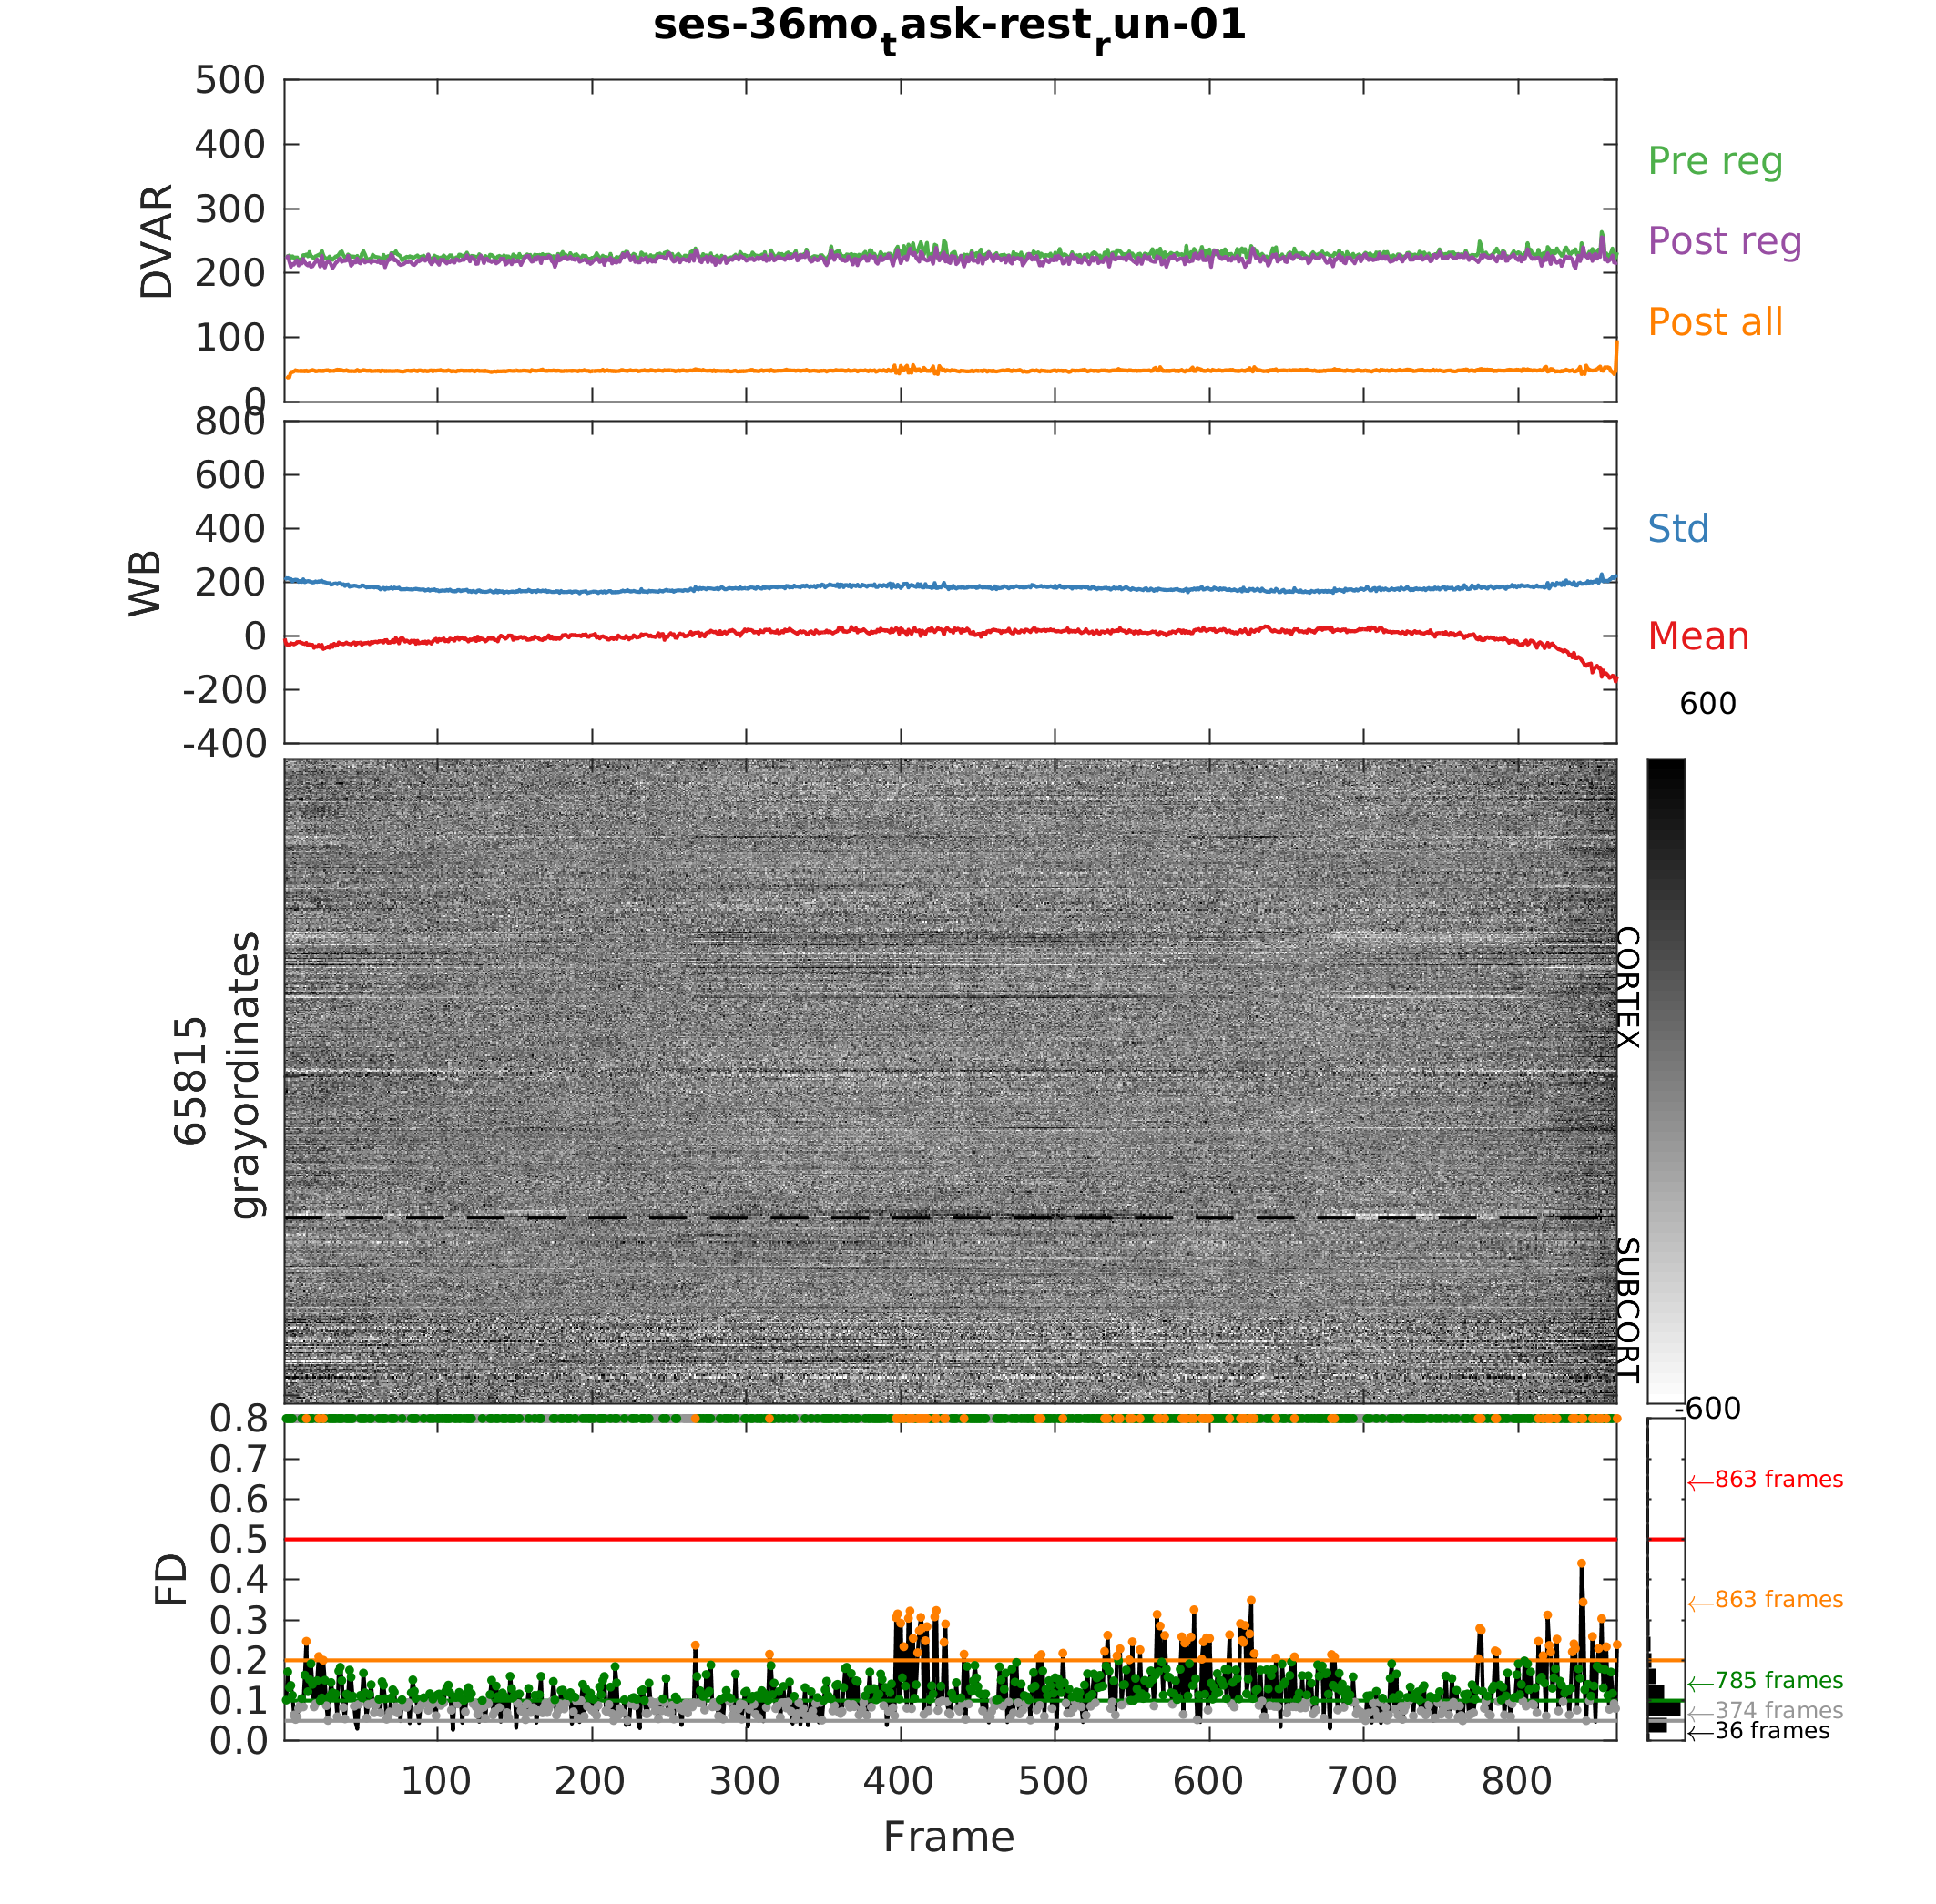 ses-36mo_task-rest_run-01
500
400
300
200
100
0
DVAR
Pre reg
Post reg
Post all
800
600
400
200
0
-200
-400
WB
Std
Mean
600
65815
grayordinates
CORTEX
SUBCORT
-600
0.8
0.7
0.6
0.5
0.4
0.3
0.2
0.1
0.0
FD
←863 frames
←863 frames
←785 frames
←374 frames
←36 frames
100 200 300 400 500 600 700 800
Frame